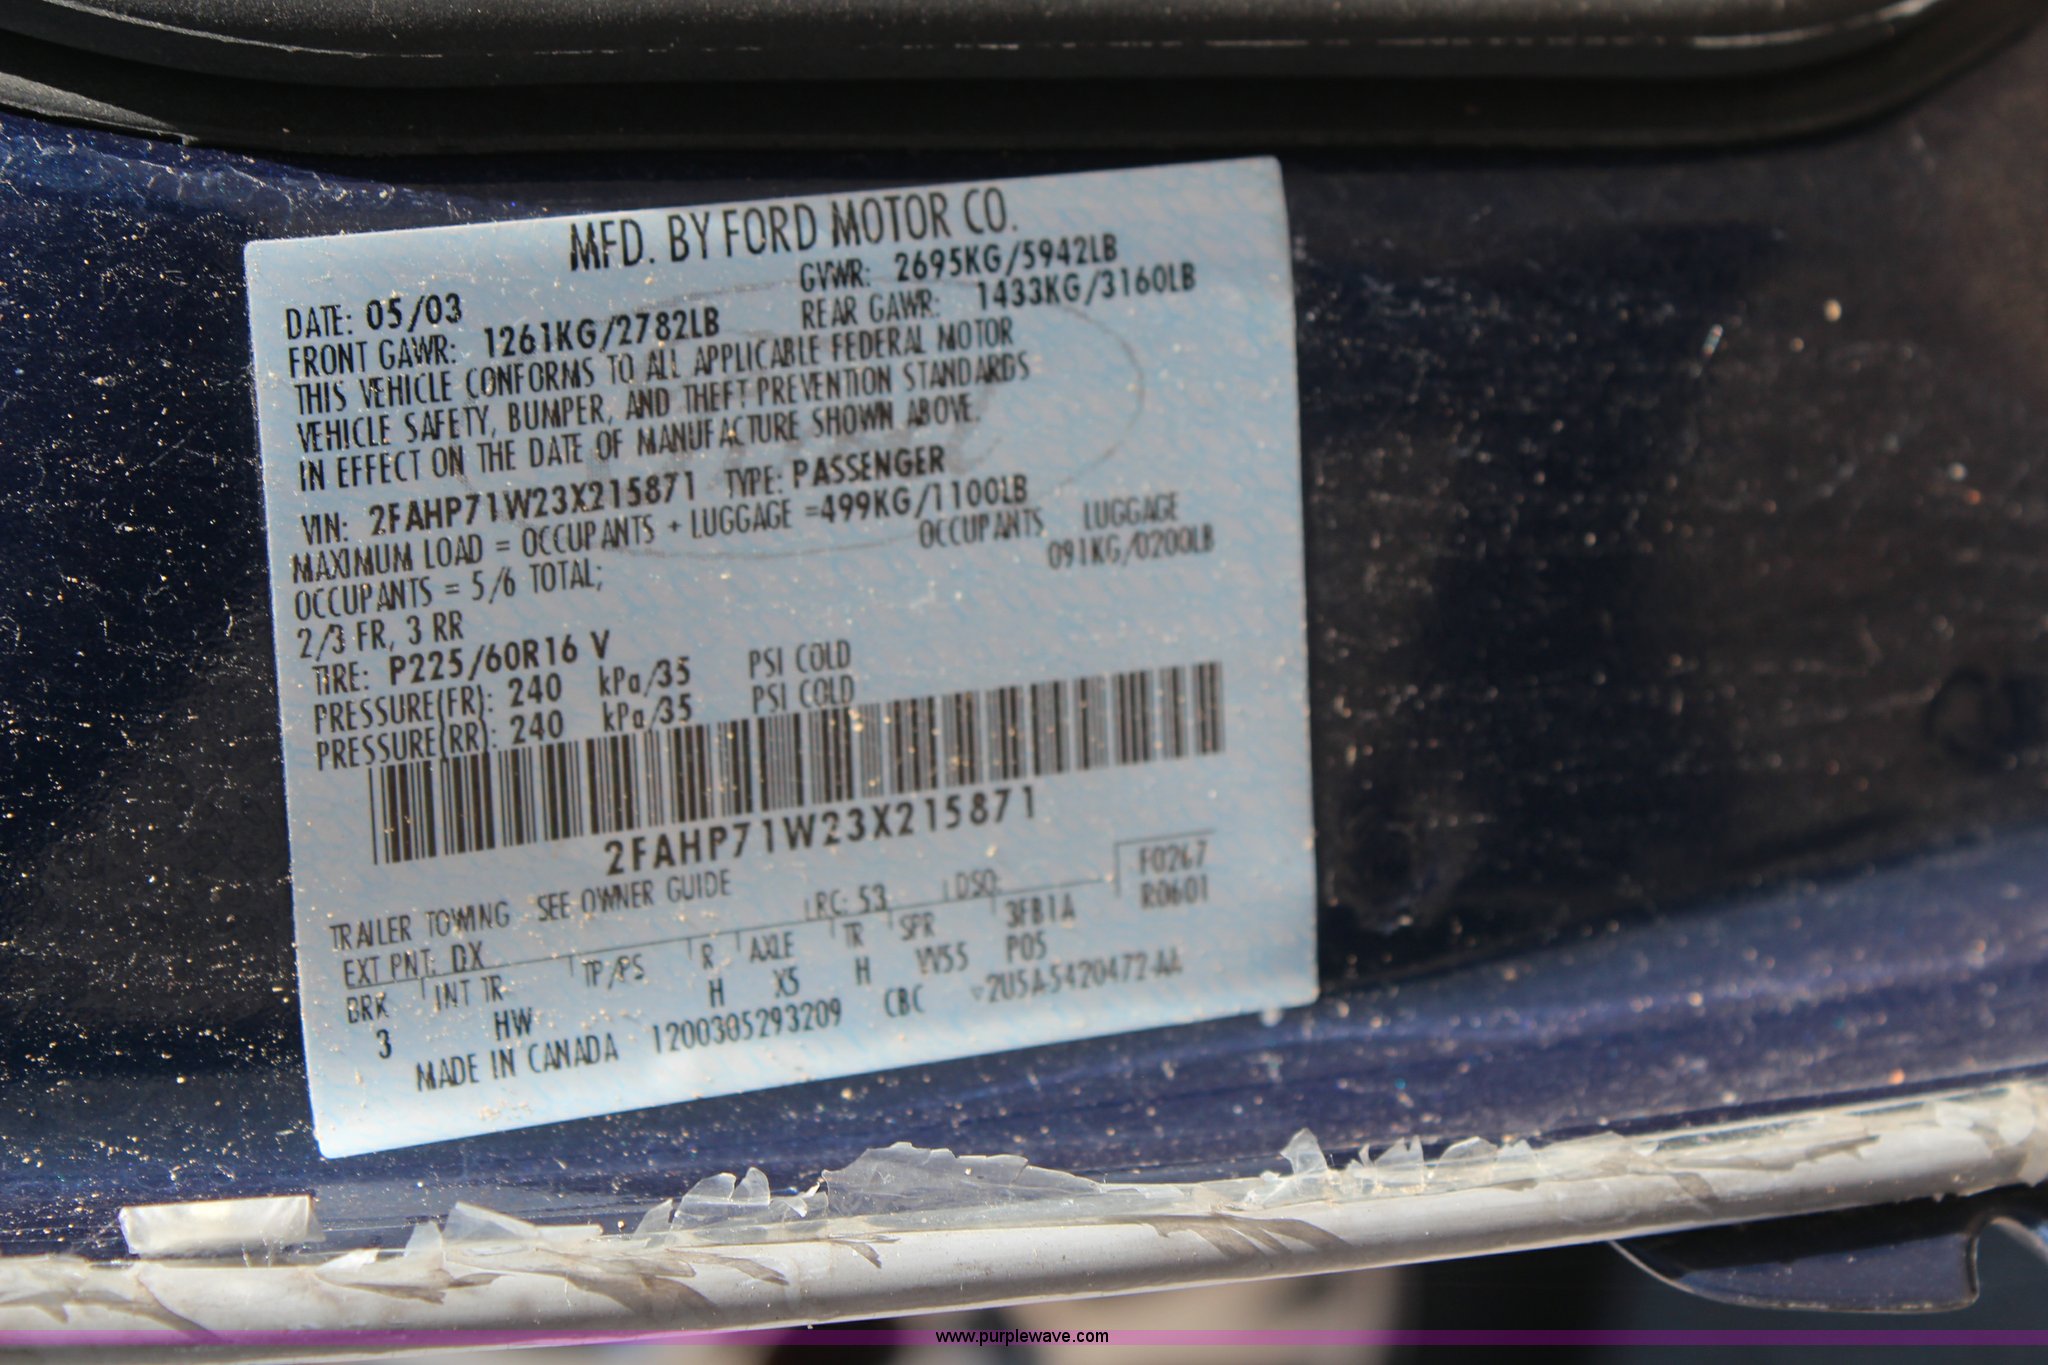 MFD. BY FORD MOTOR CO.
DATE: 05/03 GVWR: 2695KG/5942LB
FRONT GAWR: 1261KG/2782LB REAR GAWR: 1433KG/3160LB
THIS VEHICLE CONFORMS TO ALL APPLICABLE FEDERAL MOTOR
VEHICLE SAFETY, BUMPER, AND THEFT PREVENTION STANDARDS
IN EFFECT ON THE DATE OF MANUFACTURE SHOWN ABOVE.
VIN: 2FAHP71W23X215871 TYPE: PASSENGER
MAXIMUM LOAD = OCCUPANTS + LUGGAGE =499KG/1100LB
OCCUPANTS = 5/6 TOTAL; OCCUPANTS LUGGAGE
2/3 FR, 3 RR 091KG/0200LB
TIRE: P225/60R16 V
PRESSURE(FR): 240 kPa/35 PSI COLD
PRESSURE(RR): 240 kPa/35 PSI COLD
2FAHP71W23X215871
TRAILER TOWING SEE OWNER GUIDE
F0267
EXT PNT: DX RC: 53 DSO: R0601
BRK INT TR TP/PS R AXLE TR SPR 3FB1A
3 HW H X5 H VV55 P05
MADE IN CANADA 1200305293209 CBC 2U5A-5420472-AA
www.purplewave.com